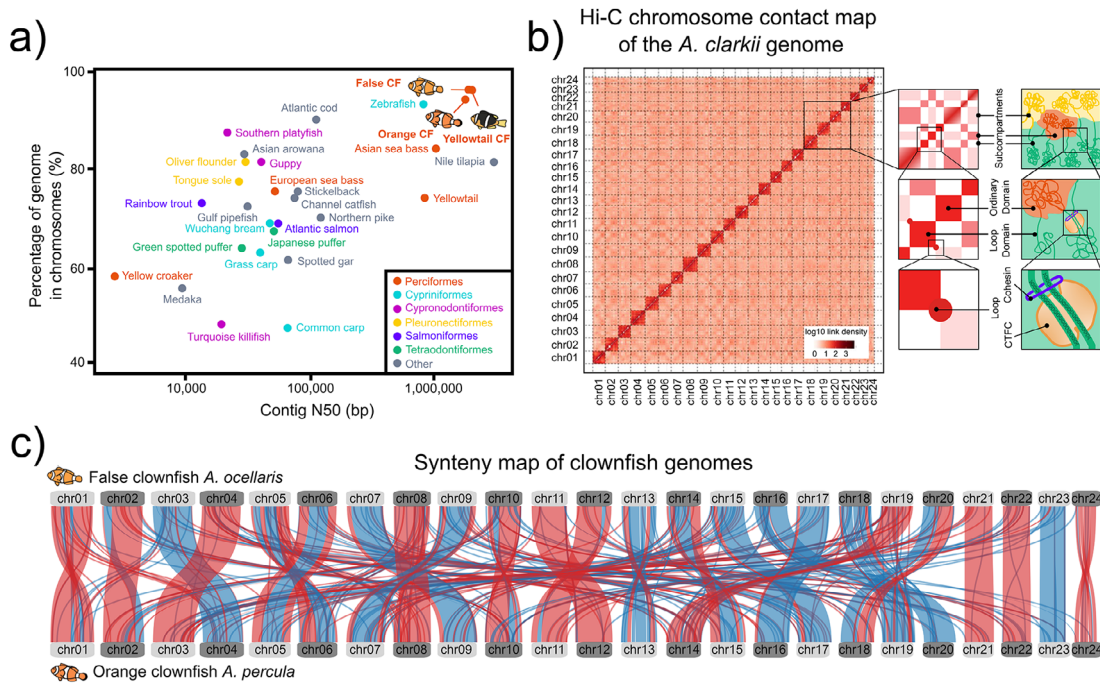 a)
Percentage of genome
in chromosomes (%)
100
80
60
40
10,000
100,000
1,000,000
Contig N50 (bp)
False CF
Zebrafish
Atlantic cod
Orange CF
Yellowtail CF
Southern platyfish
Asian sea bass
Asian arowana
Nile tilapia
Oliver flounder
Guppy
Tongue sole
European sea bass
Stickelback
Channel catfish
Yellowtail
Rainbow trout
Gulf pipefish
Northern pike
Wuchang bream
Atlantic salmon
Japanese puffer
Green spotted puffer
Grass carp
Spotted gar
Yellow croaker
Medaka
Turquoise killifish
Common carp
Perciformes
Cypriniformes
Cypronodontiformes
Pleuronectiformes
Salmoniformes
Tetraodontiformes
Other
b)
Hi-C chromosome contact map
of the A. clarkii genome
chr24
chr23
chr22
chr21
chr20
chr19
chr18
chr17
chr16
chr15
chr14
chr13
chr12
chr11
chr10
chr09
chr08
chr07
chr06
chr05
chr04
chr03
chr02
chr01
log10 link density
0 1 2 3
chr01
chr02
chr03
chr04
chr05
chr06
chr07
chr08
chr09
chr10
chr11
chr12
chr13
chr14
chr15
chr16
chr17
chr18
chr19
chr20
chr21
chr22
chr23
chr24
Subcompartments
Compartments
Ordinary
Domain
Loop
Domain
Loop
Cohesin
CTFC
c)
Synteny map of clownfish genomes
False clownfish A. ocellaris
chr01 chr02 chr03 chr04 chr05 chr06 chr07 chr08 chr09 chr10 chr11 chr12 chr13 chr14 chr15 chr16 chr17 chr18 chr19 chr20 chr21 chr22 chr23 chr24
chr01 chr02 chr03 chr04 chr05 chr06 chr07 chr08 chr09 chr10 chr11 chr12 chr13 chr14 chr15 chr16 chr17 chr18 chr19 chr20 chr21 chr22 chr23 chr24
Orange clownfish A. percula